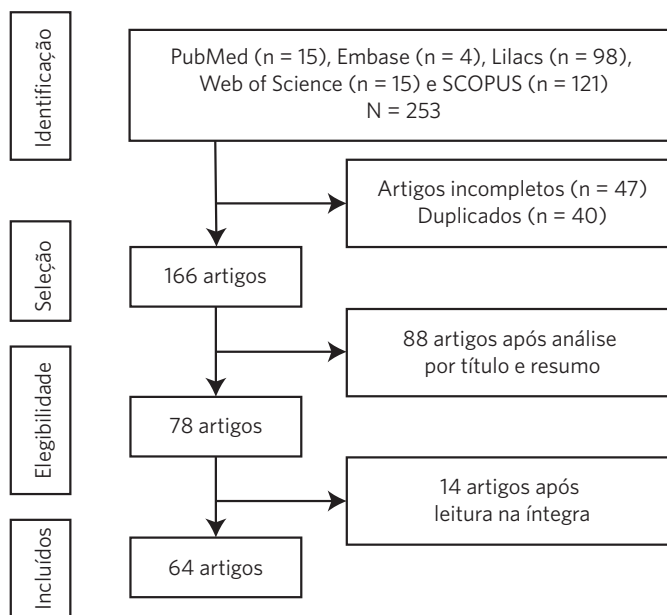 Identificação
PubMed (n = 15), Embase (n = 4), Lilacs (n = 98),
Web of Science (n = 15) e SCOPUS (n = 121)
N = 253
Artigos incompletos (n = 47)
Duplicados (n = 40)
Seleção
166 artigos
88 artigos após análise
por título e resumo
Elegibilidade
78 artigos
14 artigos após
leitura na íntegra
Incluídos
64 artigos